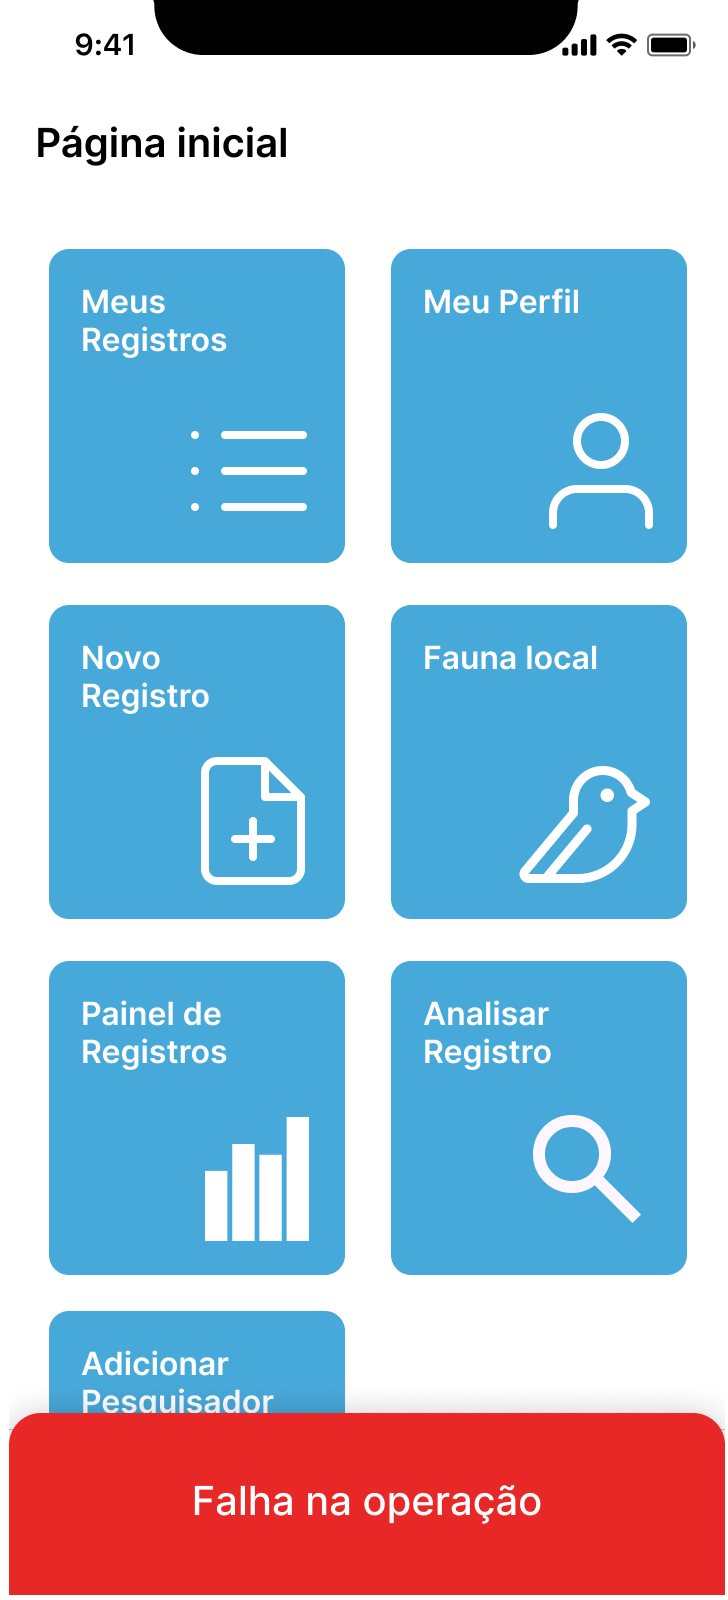 9:41
Página inicial
Meus
Registros
Meu Perfil
Novo
Registro
Fauna local
Painel de
Registros
Analisar
Registro
Adicionar
Pesquisador
Falha na operação